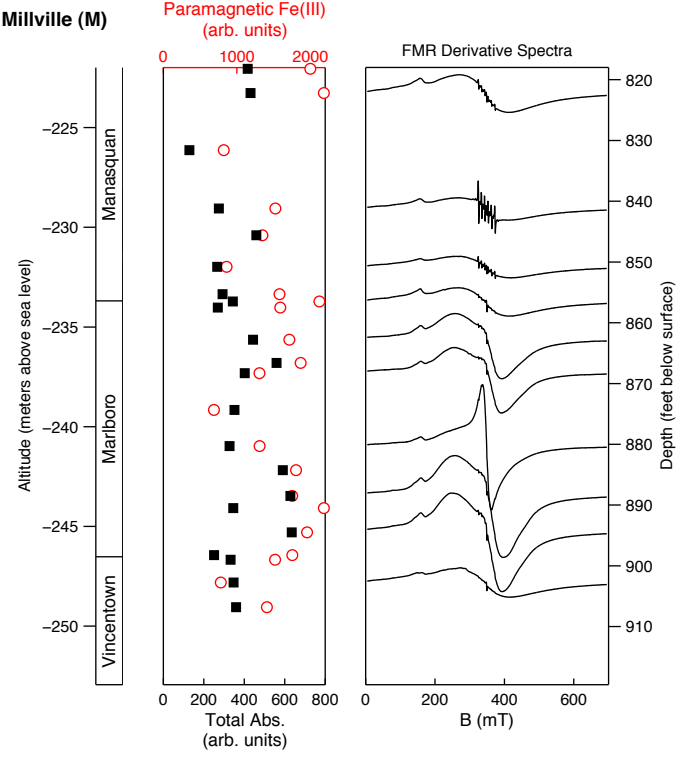 Millville (M)
Paramagnetic Fe(III)
(arb. units)
0 1000 2000
FMR Derivative Spectra
Altitude (meters above sea level)
−225
−230
−235
−240
−245
−250
Manasquan
Marlboro
Vincentown
0 200 400 600 800
Total Abs.
(arb. units)
0 200 400 600
B (mT)
820
830
840
850
860
870
880
890
900
910
Depth (feet below surface)